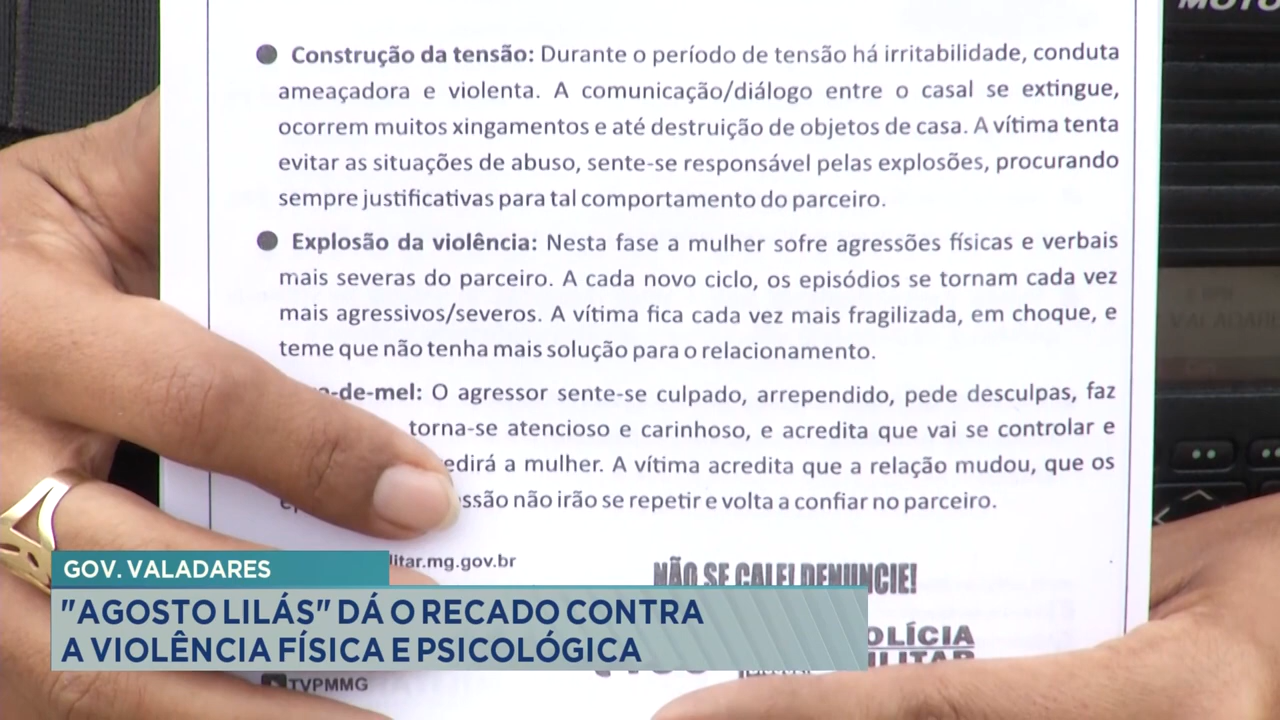 MOTO
Construção da tensão: Durante o período de tensão há irritabilidade, conduta
ameaçadora e violenta. A comunicação/diálogo entre o casal se extingue,
ocorrem muitos xingamentos e até destruição de objetos de casa. A vítima tenta
evitar as situações de abuso, sente-se responsável pelas explosões, procurando
sempre justificativas para tal comportamento do parceiro.
Explosão da violência: Nesta fase a mulher sofre agressões físicas e verbais
mais severas do parceiro. A cada novo ciclo, os episódios se tornam cada vez
mais agressivos/severos. A vítima fica cada vez mais fragilizada, em choque, e
teme que não tenha mais solução para o relacionamento.
-de-mel: O agressor sente-se culpado, arrependido, pede desculpas, faz
torna-se atencioso e carinhoso, e acredita que vai se controlar e
edirá a mulher. A vítima acredita que a relação mudou, que os
ssão não irão se repetir e volta a confiar no parceiro.
litar.mg.gov.br
NÃO SE CALE! DENUNCIE!
GOV. VALADARES
"AGOSTO LILÁS" DÁ O RECADO CONTRA
A VIOLÊNCIA FÍSICA E PSICOLÓGICA
OLÍCIA
ILITAR
TVPMMG